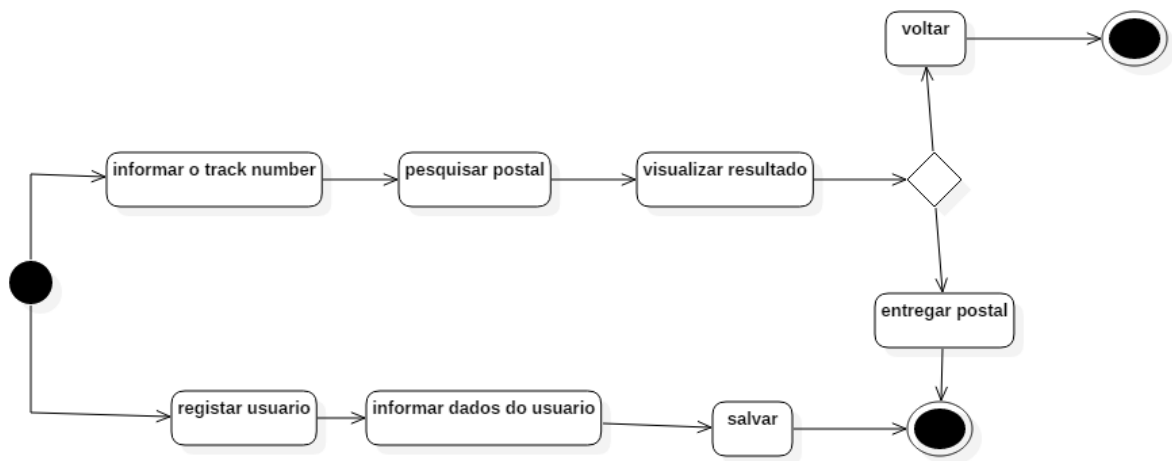 voltar
informar o track number
pesquisar postal
visualizar resultado
entregar postal
registar usuario
informar dados do usuario
salvar